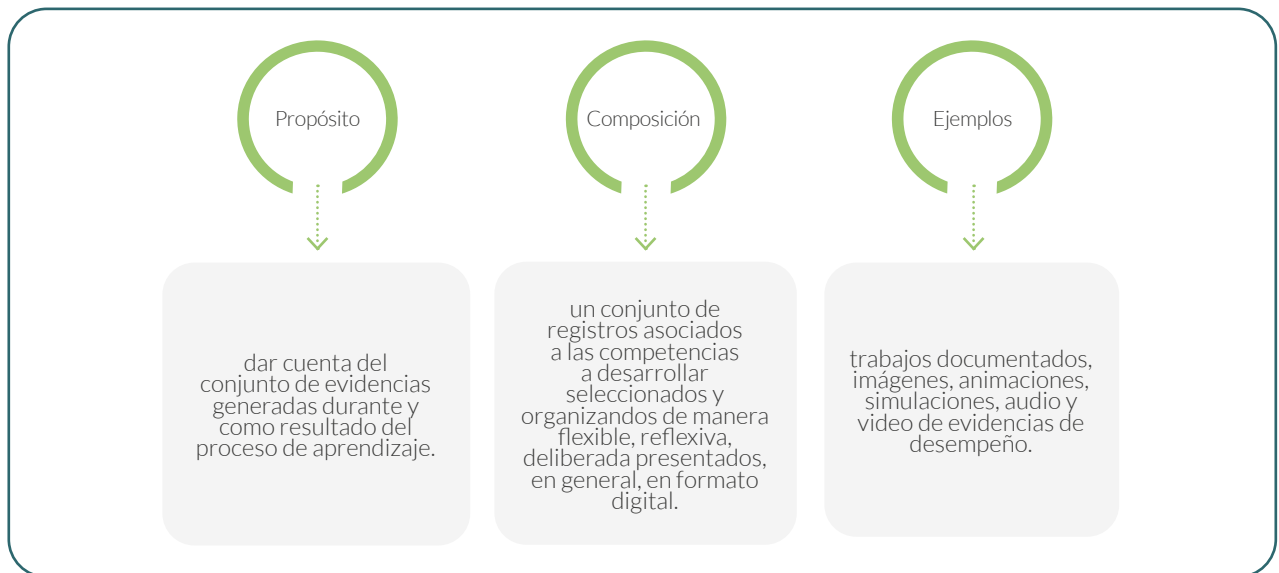 Propósito
dar cuenta del
conjunto de evidencias
generadas durante y
como resultado del
proceso de aprendizaje.
Composición
un conjunto de
registros asociados
a las competencias
a desarrollar
seleccionados y
organizandos de manera
flexible, reflexiva,
deliberada presentados,
en general, en formato
digital.
Ejemplos
trabajos documentados,
imágenes, animaciones,
simulaciones, audio y
video de evidencias de
desempeño.